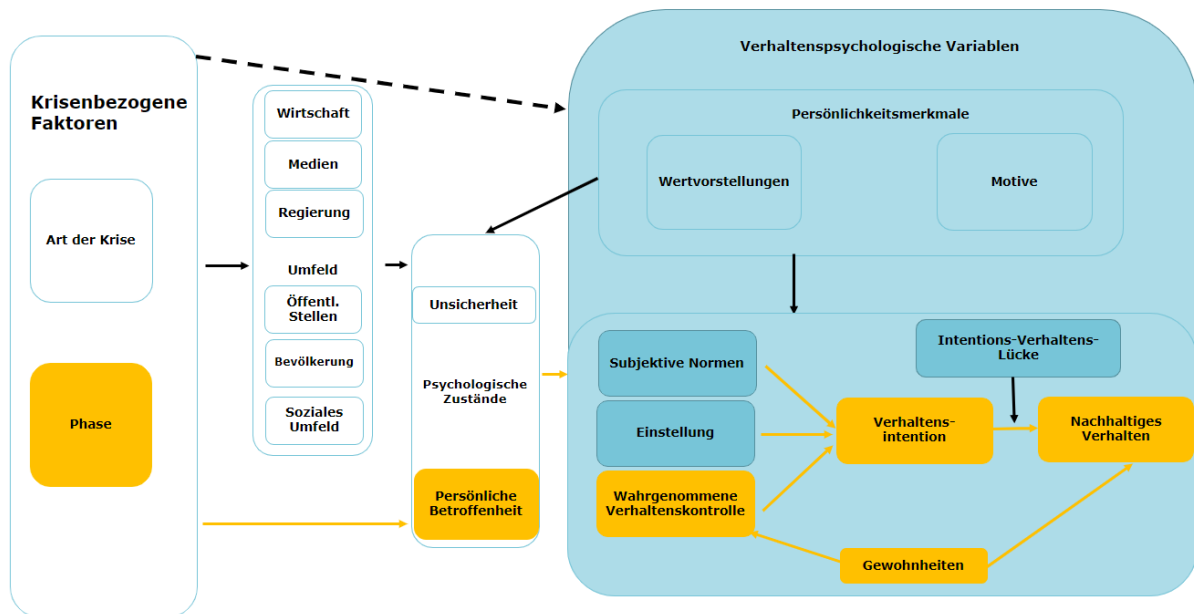 Krisenbezogene
Faktoren
Art der Krise
Phase
Wirtschaft
Medien
Regierung
Umfeld
Öffentl.
Stellen
Bevölkerung
Soziales
Umfeld
Unsicherheit
Psychologische
Zustände
Persönliche
Betroffenheit
Verhaltenspsychologische Variablen
Persönlichkeitsmerkmale
Wertvorstellungen
Motive
Subjektive Normen
Einstellung
Wahrgenommene
Verhaltenskontrolle
Intentions-Verhaltens-
Lücke
Verhaltens-
intention
Nachhaltiges
Verhalten
Gewohnheiten